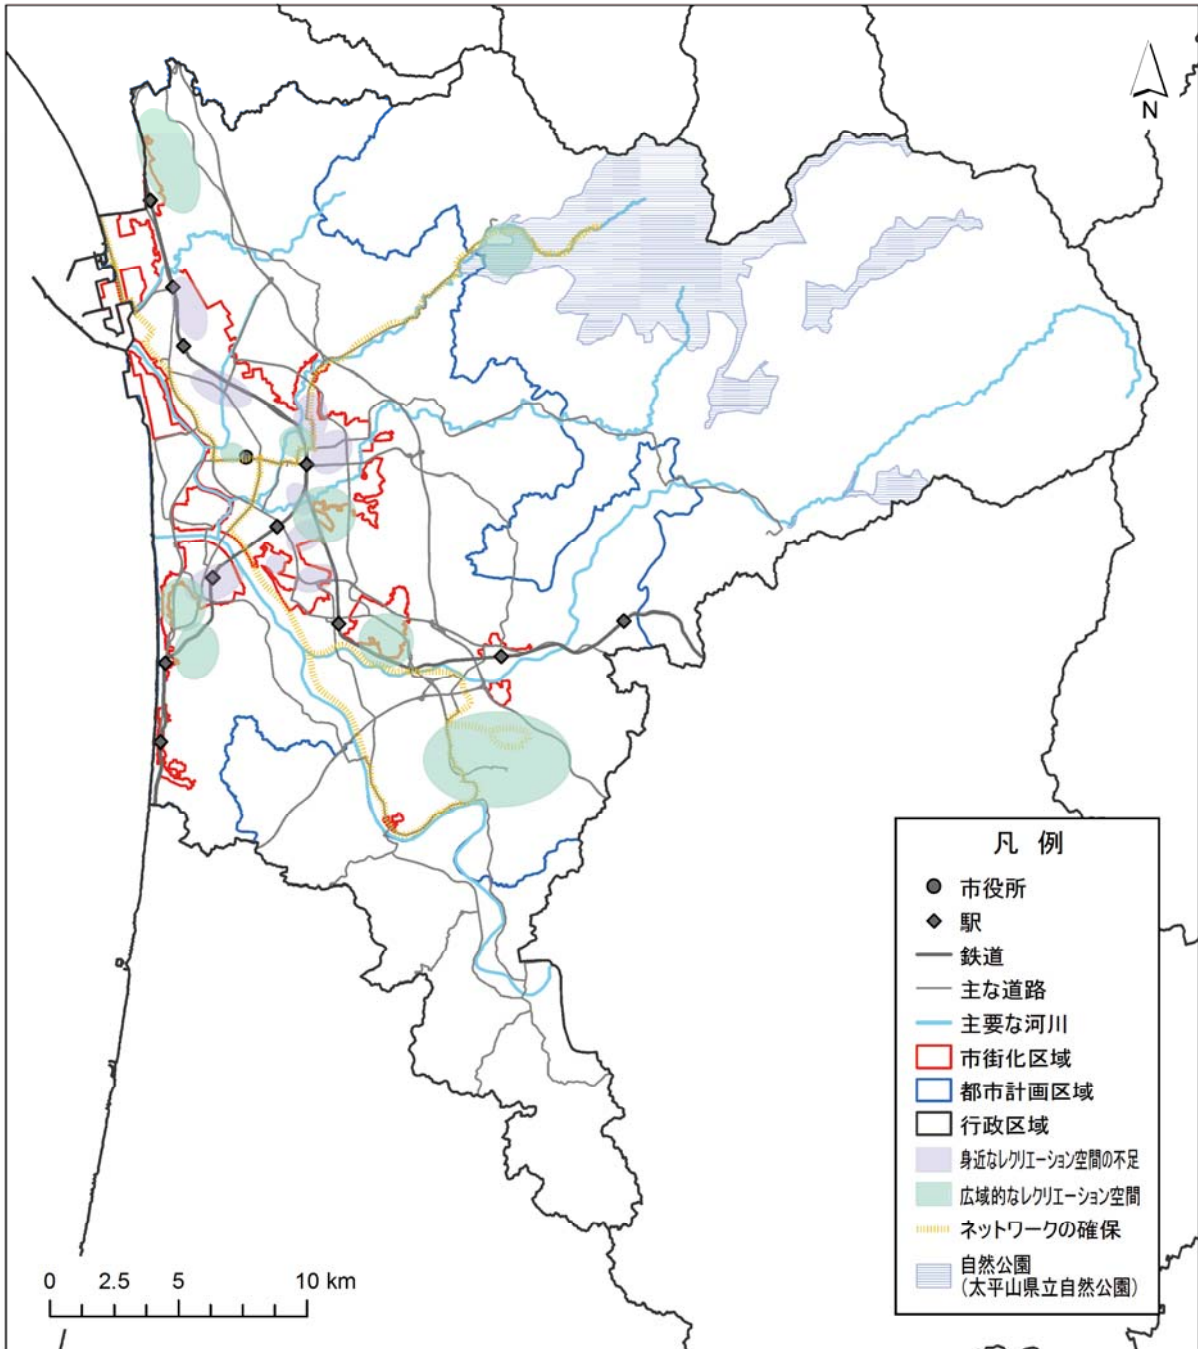 N
凡 例
市役所
駅
鉄道
主な道路
主要な河川
市街化区域
都市計画区域
行政区域
身近なレクリエーション空間の不足
広域的なレクリエーション空間
ネットワークの確保
自然公園
(太平山県立自然公園)
0 2.5 5 10 km